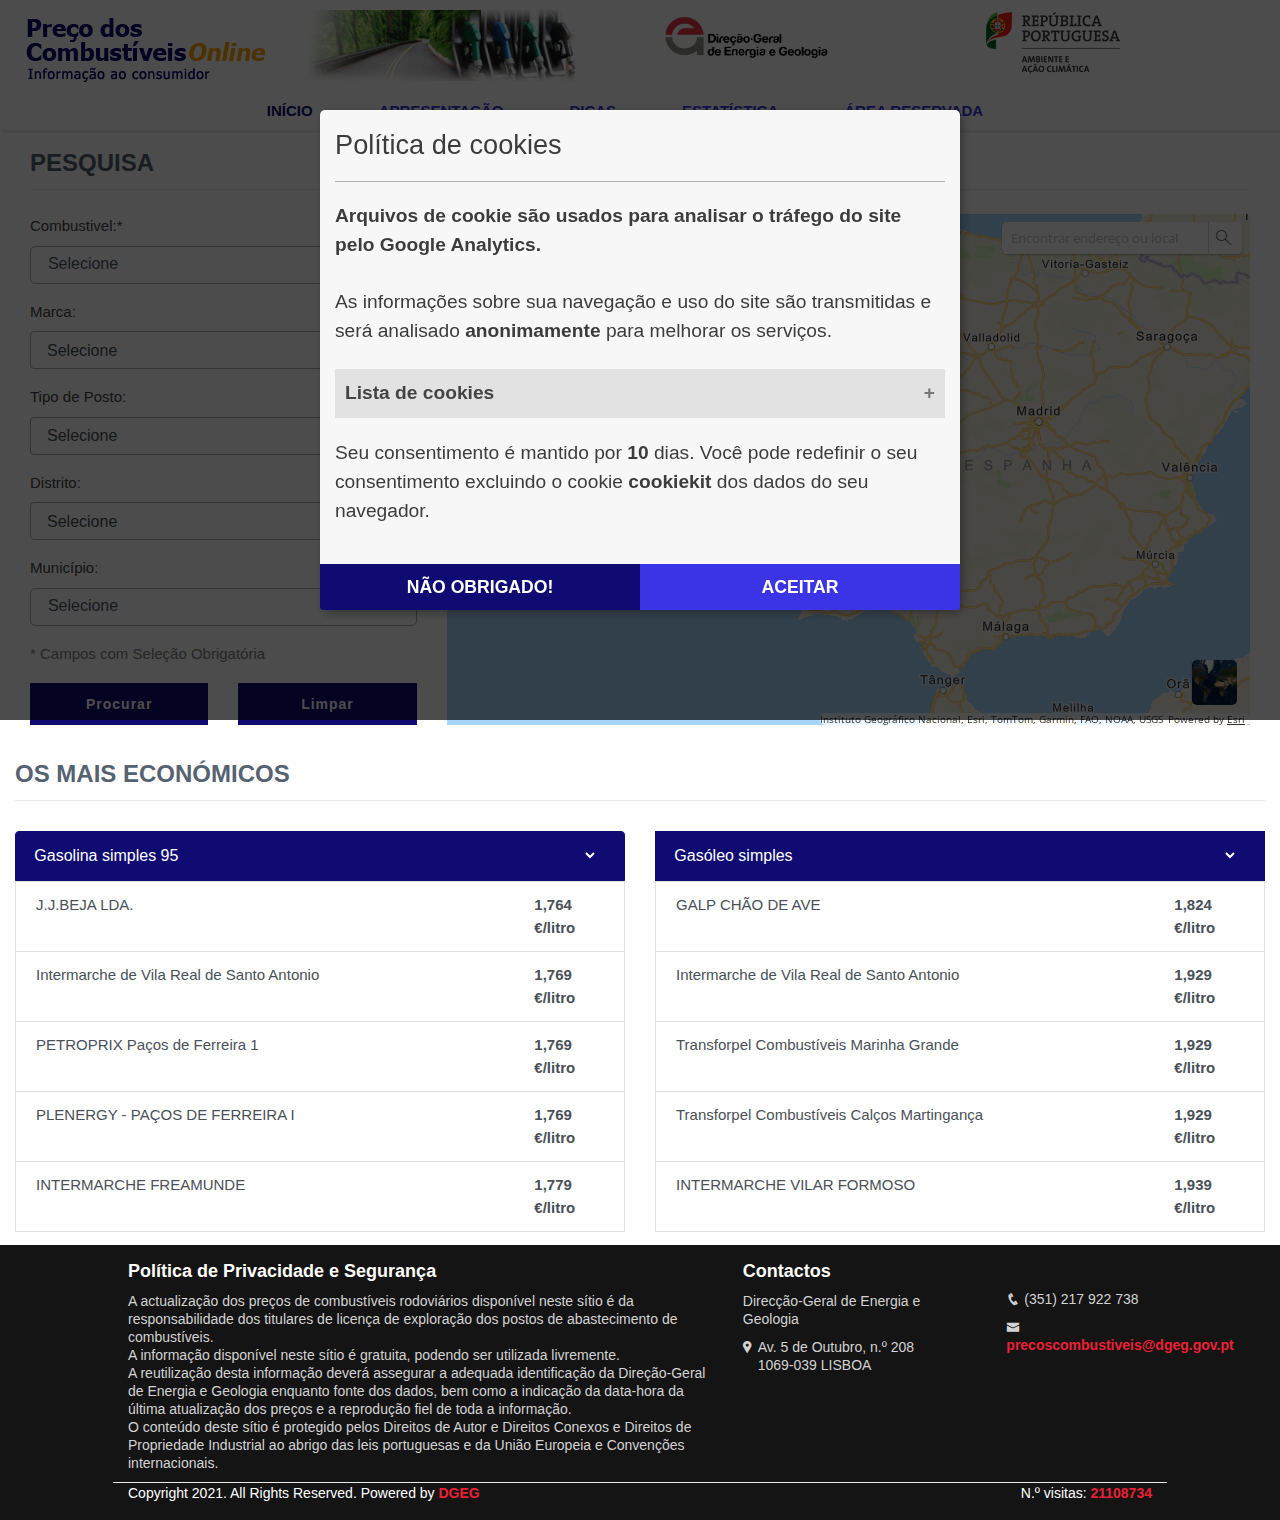 Preço dos
Combustíveis Online
Informação ao consumidor
Direção-Geral
de Energia e Geologia
REPÚBLICA
PORTUGUESA
AMBIENTE E
AÇÃO CLIMÁTICA
INÍCIO
APRESENTAÇÃO
DICAS
ESTATÍSTICA
ÁREA RESERVADA
PESQUISA
Combustivel:*
Selecione
Marca:
Selecione
Tipo de Posto:
Selecione
Distrito:
Selecione
Município:
Selecione
* Campos com Seleção Obrigatória
Procurar
Limpar
Encontrar endereço ou local
Vitoria-Gasteiz
Valladolid
Saragoça
Madrid
ESPANHA
Valência
Múrcia
Málaga
Tânger
Orã
Melilha
Instituto Geográfico Nacional, Esri, TomTom, Garmin, FAO, NOAA, USGS Powered by Esri
Política de cookies
Arquivos de cookie são usados para analisar o tráfego do site
pelo Google Analytics.
As informações sobre sua navegação e uso do site são transmitidas e
será analisado anonimamente para melhorar os serviços.
Lista de cookies +
Seu consentimento é mantido por 10 dias. Você pode redefinir o seu
consentimento excluindo o cookie cookiekit dos dados do seu
navegador.
NÃO OBRIGADO!
ACEITAR
OS MAIS ECONÓMICOS
Gasolina simples 95
J.J.BEJA LDA.
1,764
€/litro
Intermarche de Vila Real de Santo Antonio
1,769
€/litro
PETROPRIX Paços de Ferreira 1
1,769
€/litro
PLENERGY - PAÇOS DE FERREIRA I
1,769
€/litro
INTERMARCHE FREAMUNDE
1,779
€/litro
Gasóleo simples
GALP CHÃO DE AVE
1,824
€/litro
Intermarche de Vila Real de Santo Antonio
1,929
€/litro
Transforpel Combustíveis Marinha Grande
1,929
€/litro
Transforpel Combustíveis Calços Martingança
1,929
€/litro
INTERMARCHE VILAR FORMOSO
1,939
€/litro
Política de Privacidade e Segurança
A actualização dos preços de combustíveis rodoviários disponível neste sítio é da
responsabilidade dos titulares de licença de exploração dos postos de abastecimento de
combustíveis.
A informação disponível neste sítio é gratuita, podendo ser utilizada livremente.
A reutilização desta informação deverá assegurar a adequada identificação da Direção-Geral
de Energia e Geologia enquanto fonte dos dados, bem como a indicação da data-hora da
última atualização dos preços e a reprodução fiel de toda a informação.
O conteúdo deste sítio é protegido pelos Direitos de Autor e Direitos Conexos e Direitos de
Propriedade Industrial ao abrigo das leis portuguesas e da União Europeia e Convenções
internacionais.
Contactos
Direcção-Geral de Energia e
Geologia
Av. 5 de Outubro, n.º 208
1069-039 LISBOA
(351) 217 922 738
precoscombustiveis@dgeg.gov.pt
Copyright 2021. All Rights Reserved. Powered by DGEG
N.º visitas: 21108734